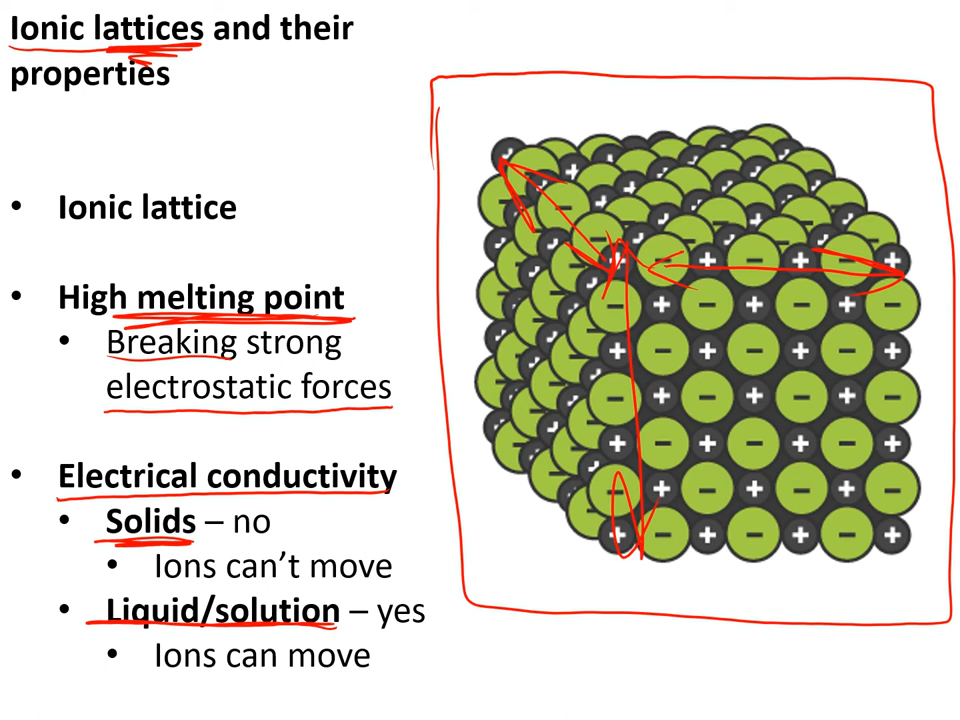 Ionic lattices and their
properties
• Ionic lattice
• High melting point
• Breaking strong
electrostatic forces
• Electrical conductivity
• Solids – no
• Ions can’t move
• Liquid/solution – yes
• Ions can move